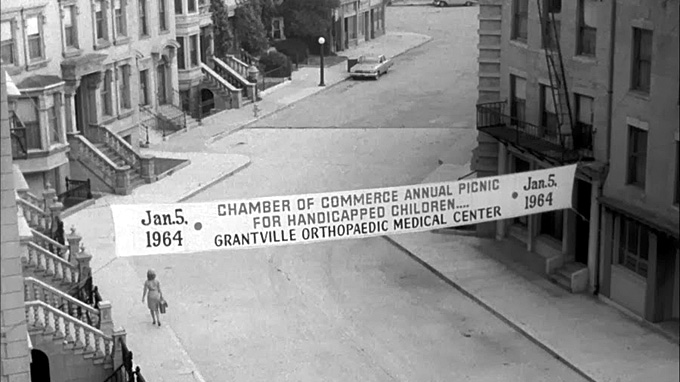 Jan.5, 1964
CHAMBER OF COMMERCE ANNUAL PICNIC
FOR HANDICAPPED CHILDREN....
GRANTVILLE ORTHOPAEDIC MEDICAL CENTER
Jan.5, 1964